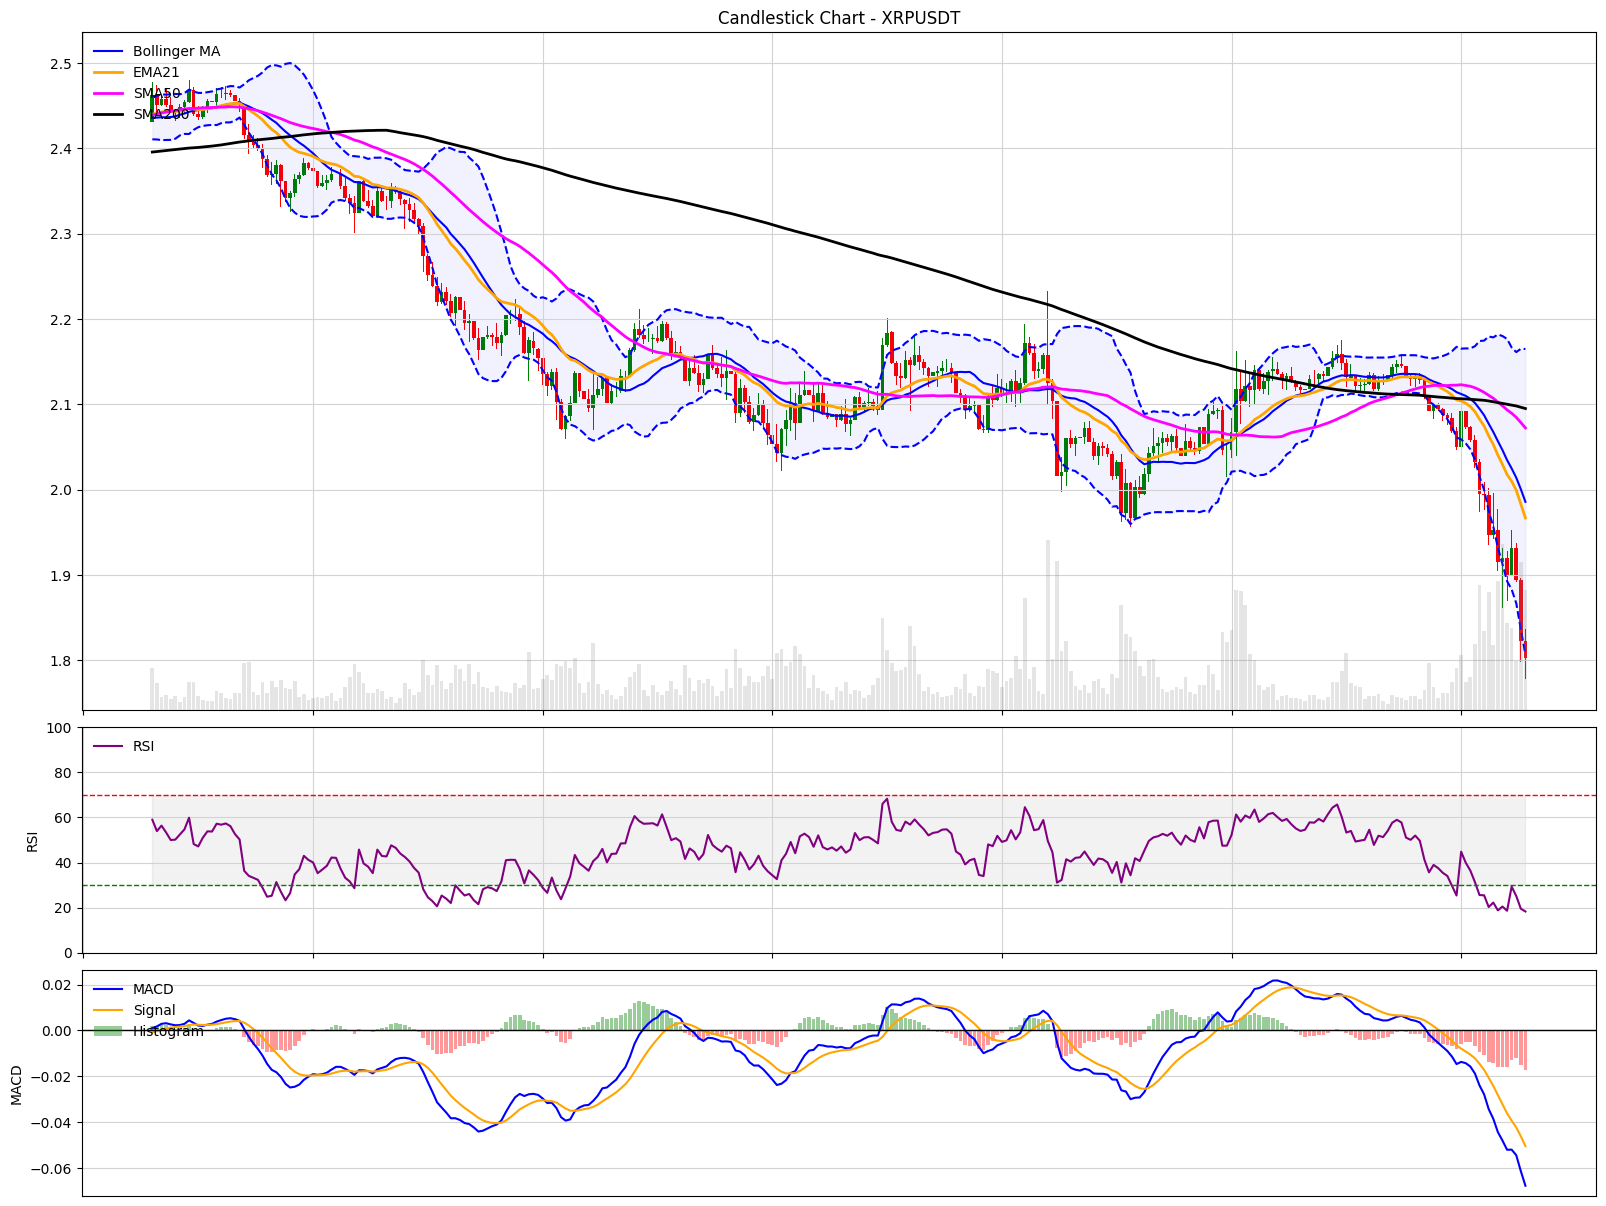 Candlestick Chart - XRPUSDT
Bollinger MA
EMA21
SMA50
SMA200
2.5
2.4
2.3
2.2
2.1
2.0
1.9
1.8
RSI
100
80
60
40
20
0
RSI
MACD
Signal
Histogram
0.02
0.00
−0.02
−0.04
−0.06
MACD